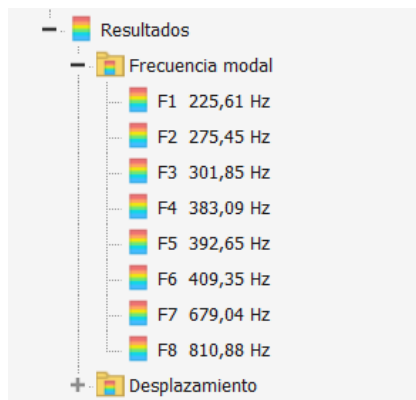 Resultados
Frecuencia modal
F1 225,61 Hz
F2 275,45 Hz
F3 301,85 Hz
F4 383,09 Hz
F5 392,65 Hz
F6 409,35 Hz
F7 679,04 Hz
F8 810,88 Hz
Desplazamiento